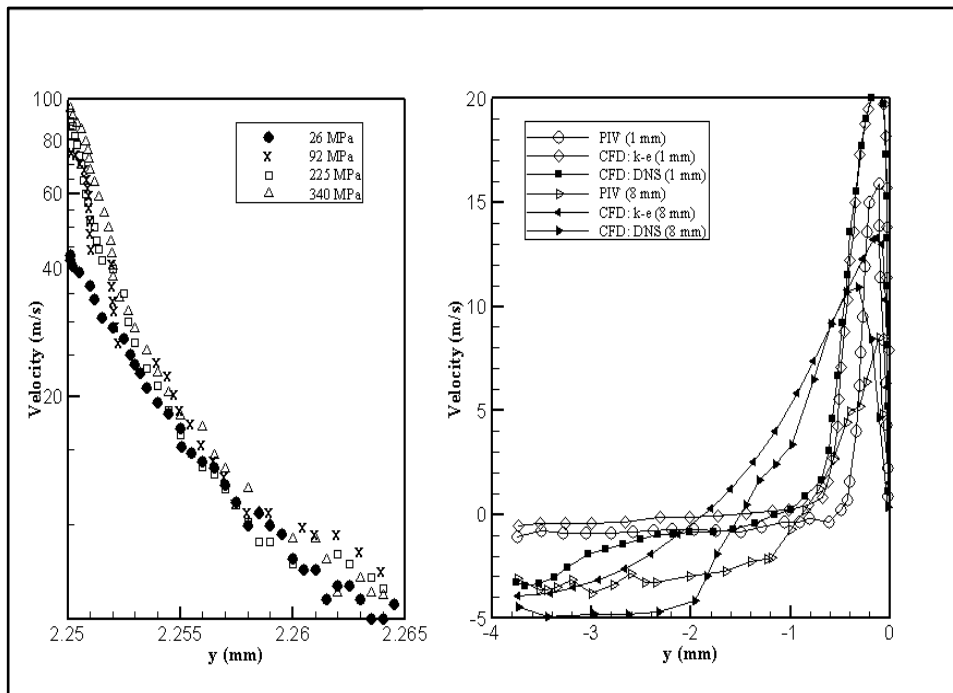 100
80
60
40
20
Velocity (m/s)
26 MPa
92 MPa
225 MPa
340 MPa
2.25
2.255
2.26
2.265
y (mm)
20
15
10
5
0
-5
Velocity (m/s)
PIV (1 mm)
CFD: k-e (1 mm)
CFD: DNS (1 mm)
PIV (8 mm)
CFD: k-e (8 mm)
CFD: DNS (8 mm)
-4
-3
-2
-1
0
y (mm)